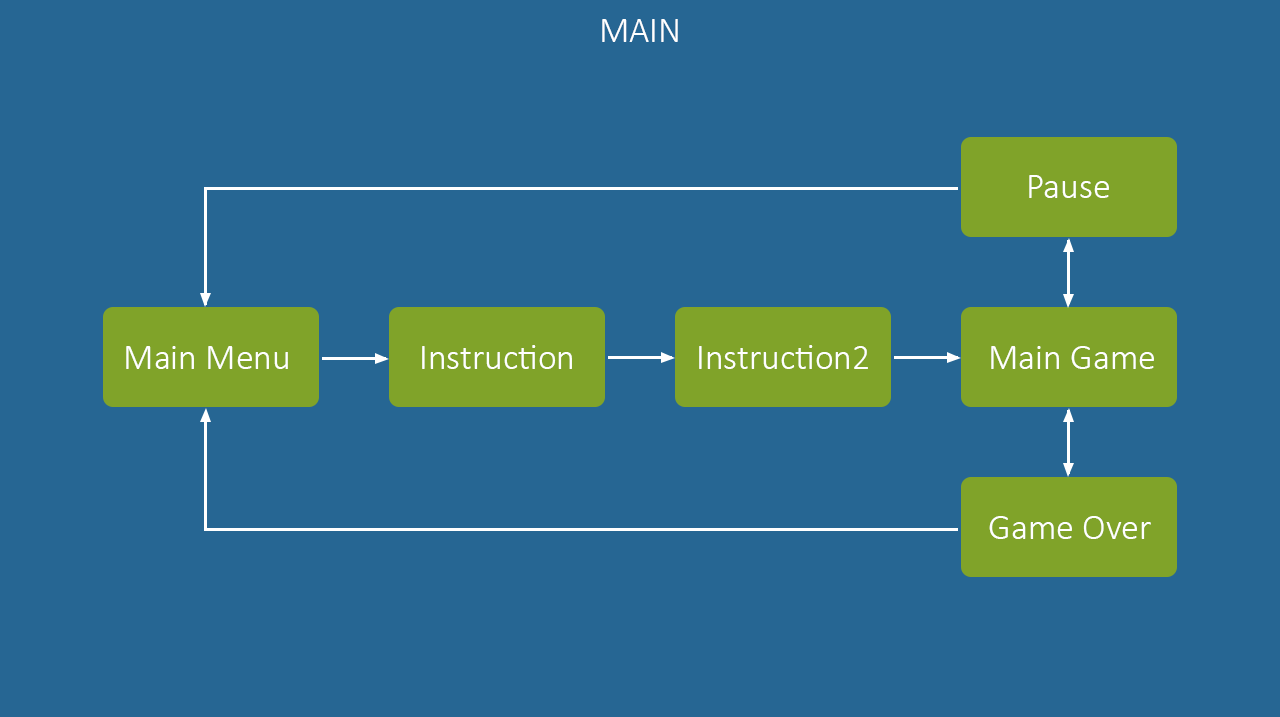 MAIN
Pause
Main Menu
Instruction
Instruction2
Main Game
Game Over